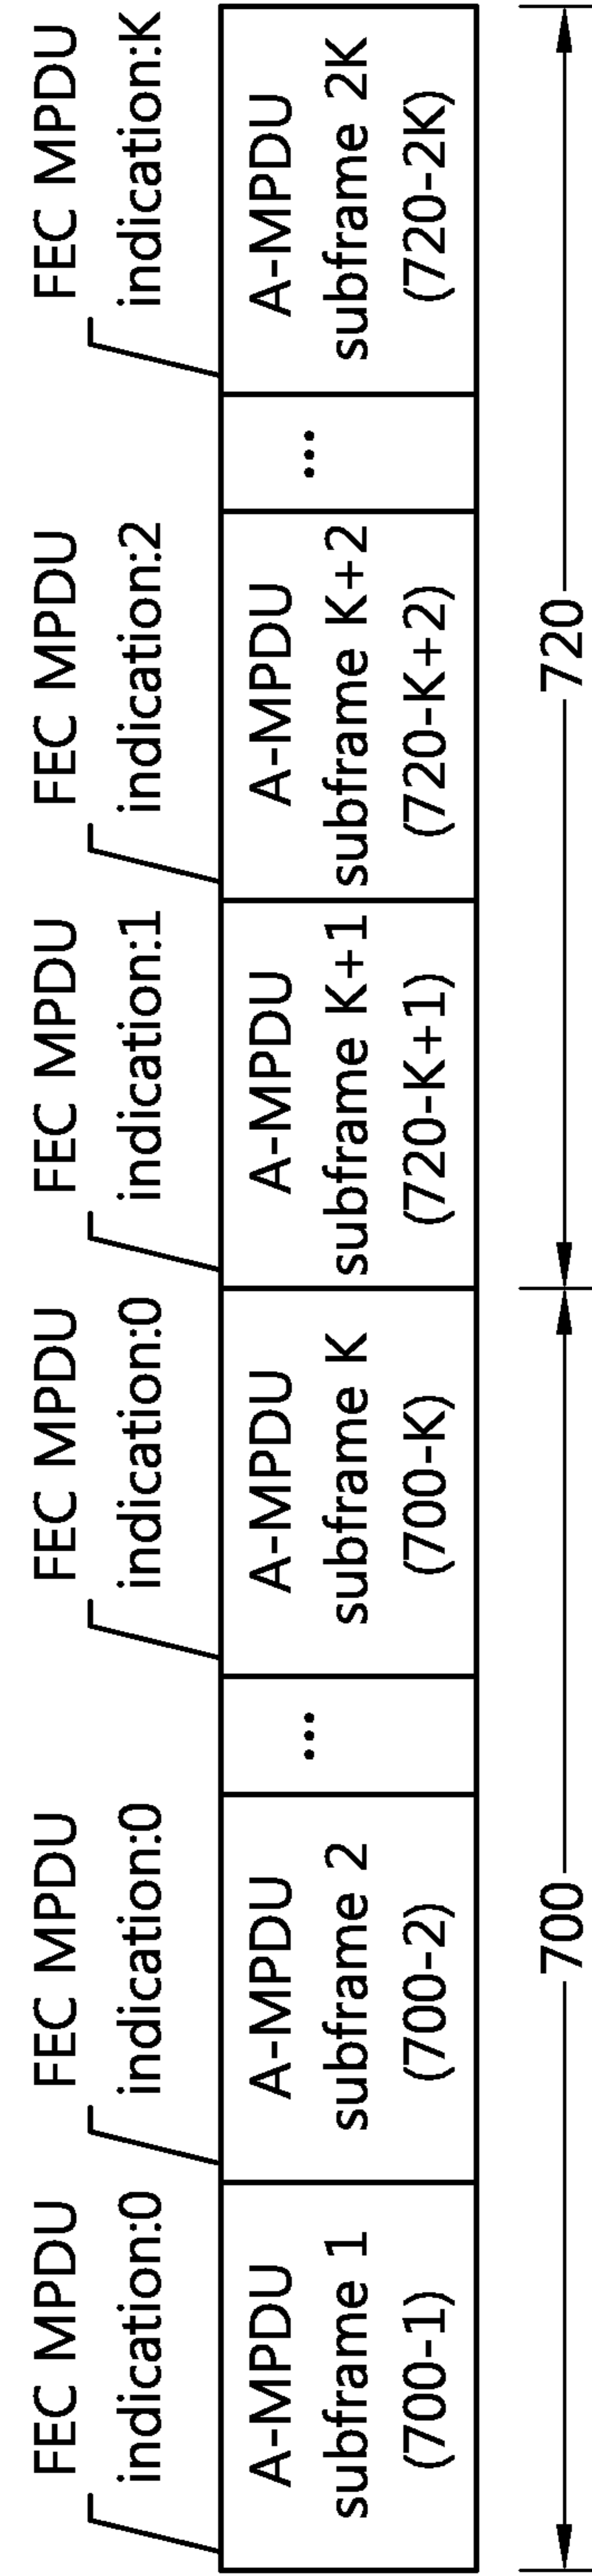 FEC MPDU
indication:0
FEC MPDU
indication:0
FEC MPDU
indication:0
FEC MPDU
indication:1
FEC MPDU
indication:2
FEC MPDU
indication:K
A-MPDU
subframe 1
(700-1)
A-MPDU
subframe 2
(700-2)
...
A-MPDU
subframe K
(700-K)
A-MPDU
subframe K+1
(720-K+1)
A-MPDU
subframe K+2
(720-K+2)
...
A-MPDU
subframe 2K
(720-2K)
700
720